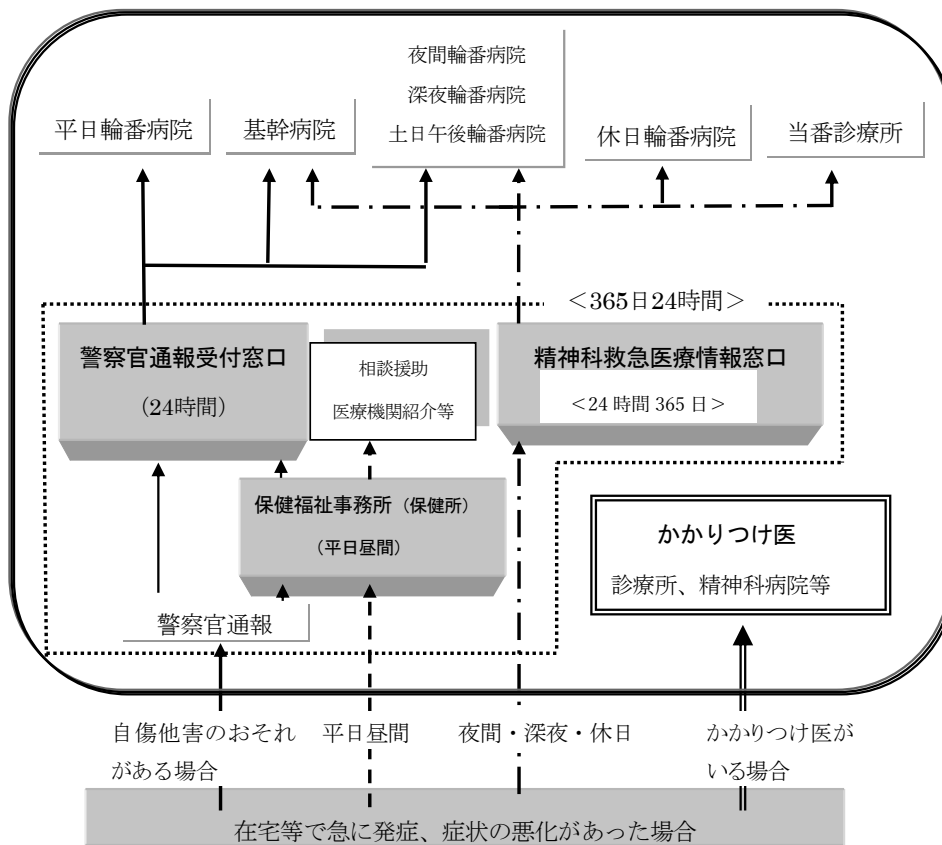 夜間輪番病院
深夜輪番病院
土日午後輪番病院
平日輪番病院
基幹病院
休日輪番病院
当番診療所
＜365日24時間＞
警察官通報受付窓口
（24時間）
相談援助
医療機関紹介等
精神科救急医療情報窓口
＜24 時間 365 日＞
保健福祉事務所（保健所）
（平日昼間）
かかりつけ医
診療所、精神科病院等
警察官通報
自傷他害のおそれ
がある場合
平日昼間
夜間・深夜・休日
かかりつけ医が
いる場合
在宅等で急に発症、症状の悪化があった場合